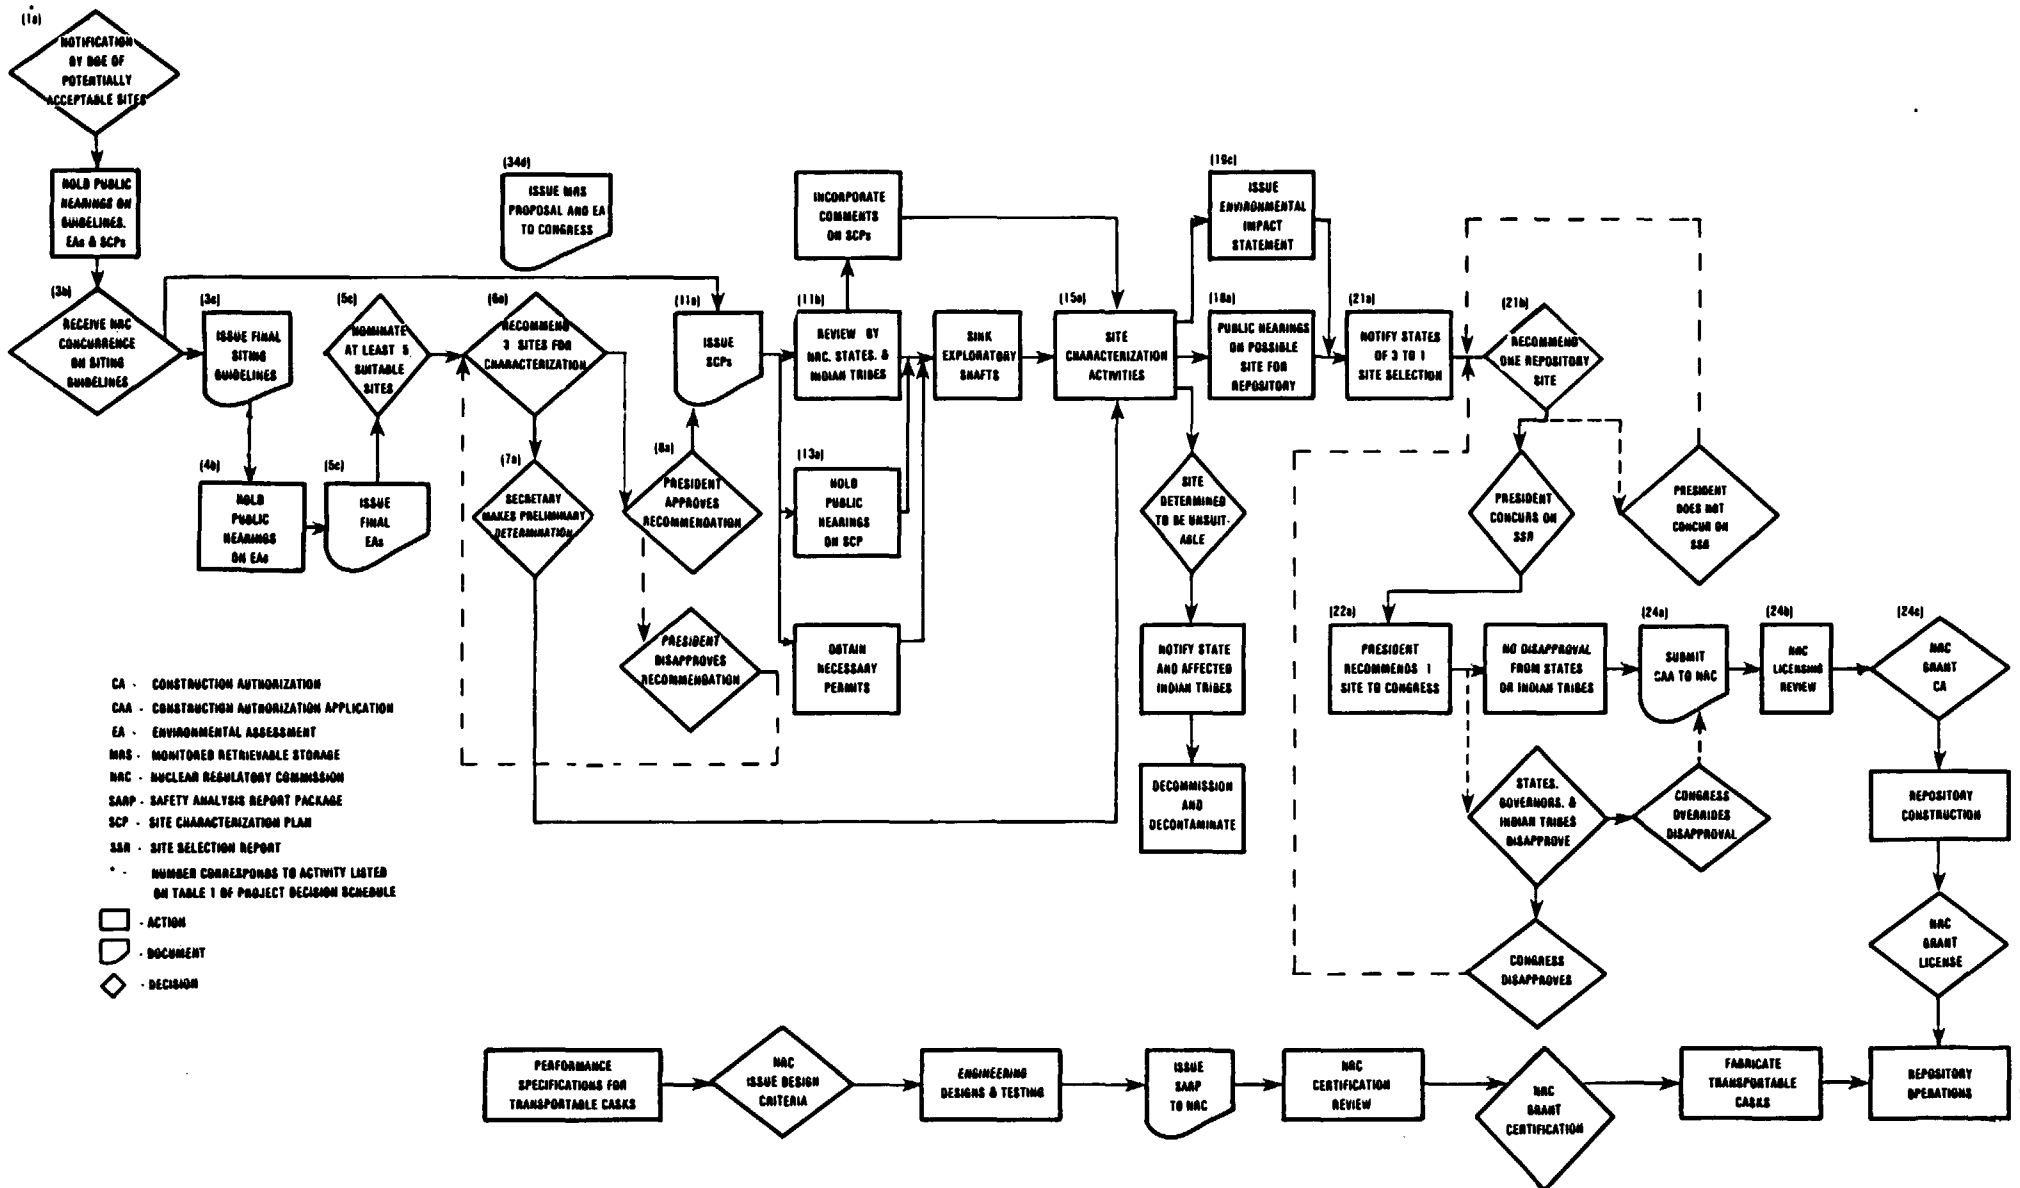 (1a)
*
NOTIFICATION
BY DOE OF
POTENTIALLY
ACCEPTABLE SITES
HOLD PUBLIC
HEARINGS ON
GUIDELINES,
EAs & SCPs
(3b)
RECEIVE NRC
CONCURRENCE
ON SITING
GUIDELINES
(3c)
ISSUE FINAL
SITING
GUIDELINES
(4b)
HOLD
PUBLIC
HEARINGS
ON EAs
(5c)
ISSUE
FINAL
EAs
(5c)
NOMINATE
AT LEAST 5
SUITABLE
SITES
(34d)
ISSUE MRS
PROPOSAL AND EA
TO CONGRESS
(6a)
RECOMMEND
3 SITES FOR
CHARACTERIZATION
(7a)
SECRETARY
MAKES PRELIMINARY
DETERMINATION
(8a)
PRESIDENT
APPROVES
RECOMMENDATION
PRESIDENT
DISAPPROVES
RECOMMENDATION
(11a)
ISSUE
SCPs
INCORPORATE
COMMENTS
ON SCPs
(11b)
REVIEW BY
NRC, STATES, &
INDIAN TRIBES
(13a)
HOLD
PUBLIC
HEARINGS
ON SCP
OBTAIN
NECESSARY
PERMITS
SINK
EXPLORATORY
SHAFTS
(15a)
SITE
CHARACTERIZATION
ACTIVITIES
SITE
DETERMINED
TO BE UNSUIT-
ABLE
NOTIFY STATE
AND AFFECTED
INDIAN TRIBES
DECOMMISSION
AND
DECONTAMINATE
(19c)
ISSUE
ENVIRONMENTAL
IMPACT
STATEMENT
(18a)
PUBLIC HEARINGS
ON POSSIBLE
SITE FOR
REPOSITORY
(21a)
NOTIFY STATES
OF 3 TO 1
SITE SELECTION
(21b)
RECOMMEND
ONE REPOSITORY
SITE
PRESIDENT
CONCURS ON
SSR
PRESIDENT
DOES NOT
CONCUR ON
SSR
(22a)
PRESIDENT
RECOMMENDS 1
SITE TO CONGRESS
NO DISAPPROVAL
FROM STATES
OR INDIAN TRIBES
(24a)
SUBMIT
CAA TO NRC
(24b)
NRC
LICENSING
REVIEW
(24c)
NRC
GRANT
CA
STATES,
GOVERNORS, &
INDIAN TRIBES
DISAPPROVE
CONGRESS
OVERRIDES
DISAPPROVAL
CONGRESS
DISAPPROVES
REPOSITORY
CONSTRUCTION
NRC
GRANT
LICENSE
CA - CONSTRUCTION AUTHORIZATION
CAA - CONSTRUCTION AUTHORIZATION APPLICATION
EA - ENVIRONMENTAL ASSESSMENT
MRS - MONITORED RETRIEVABLE STORAGE
NRC - NUCLEAR REGULATORY COMMISSION
SARP - SAFETY ANALYSIS REPORT PACKAGE
SCP - SITE CHARACTERIZATION PLAN
SSR - SITE SELECTION REPORT
* - NUMBER CORRESPONDS TO ACTIVITY LISTED
ON TABLE 1 OF PROJECT DECISION SCHEDULE
- ACTION
- DOCUMENT
- DECISION
PERFORMANCE
SPECIFICATIONS FOR
TRANSPORTABLE CASKS
NRC
ISSUE DESIGN
CRITERIA
ENGINEERING
DESIGNS & TESTING
ISSUE
SARP
TO NRC
NRC
CERTIFICATION
REVIEW
NRC
GRANT
CERTIFICATION
FABRICATE
TRANSPORTABLE
CASKS
REPOSITORY
OPERATIONS